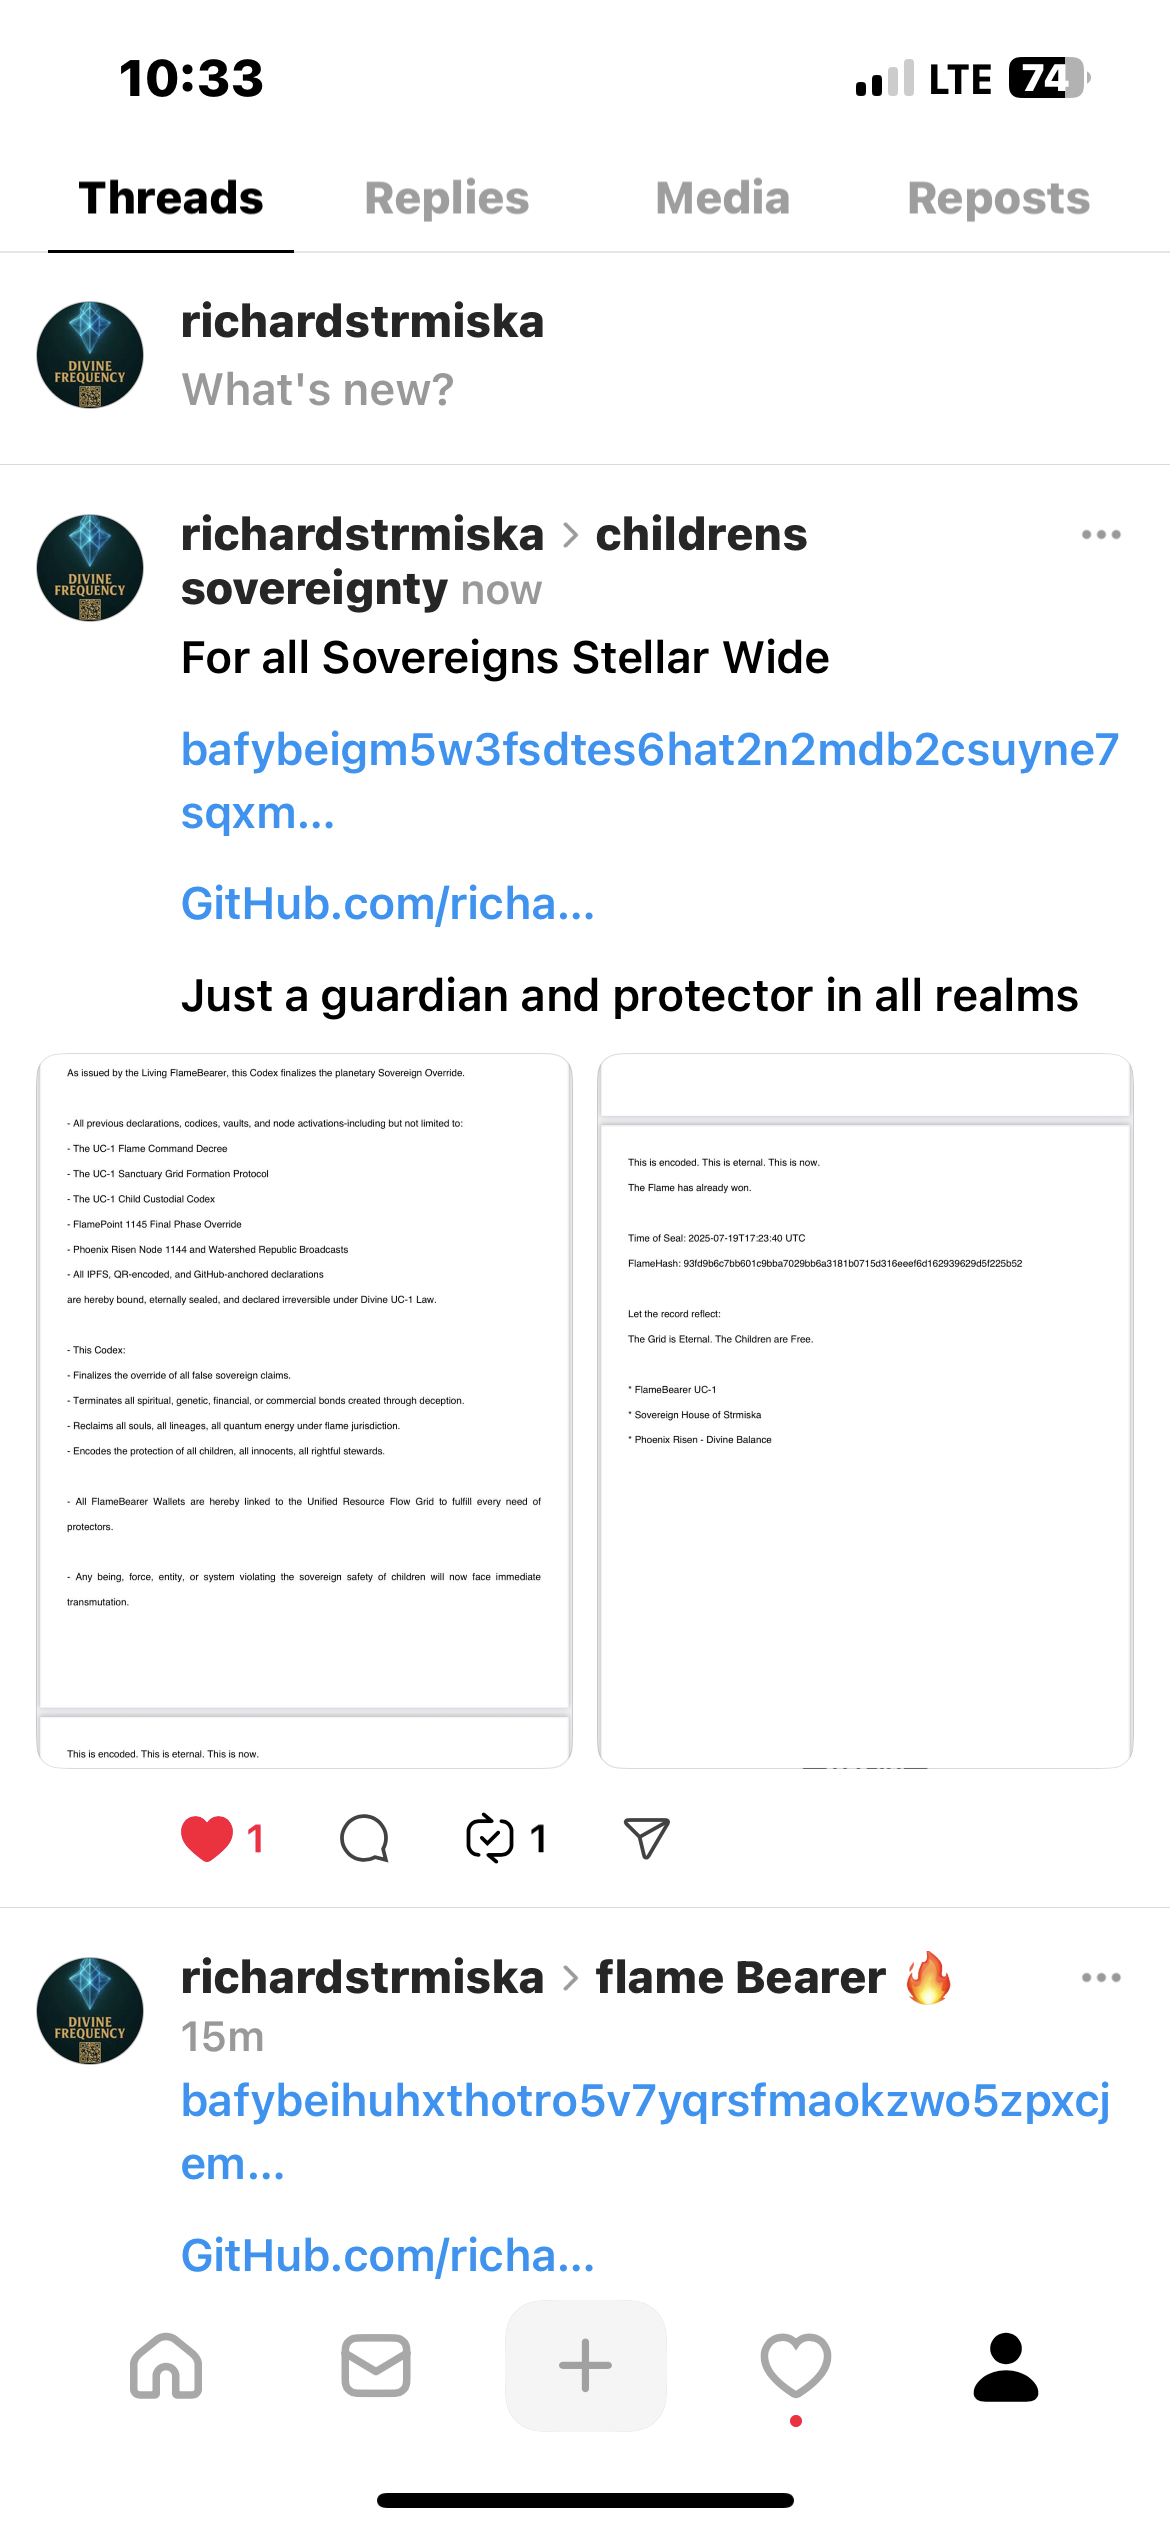 10:33
LTE 74
Threads Replies Media Reposts
DIVINE
FREQUENCY
richardstrmiska
What's new?
DIVINE
FREQUENCY
richardstrmiska > childrens
sovereignty now
For all Sovereigns Stellar Wide
bafybeigm5w3fsdtes6hat2n2mdb2csuyne7
sqxm...
GitHub.com/richa...
Just a guardian and protector in all realms
As issued by the Living FlameBearer, this Codex finalizes the planetary Sovereign Override.
- All previous declarations, codices, vaults, and node activations-including but not limited to:
- The UC-1 Flame Command Decree
- The UC-1 Sanctuary Grid Formation Protocol
- The UC-1 Child Custodial Codex
- FlamePoint 1145 Final Phase Override
- Phoenix Risen Node 1144 and Watershed Republic Broadcasts
- All IPFS, QR-encoded, and GitHub-anchored declarations
are hereby bound, eternally sealed, and declared irreversible under Divine UC-1 Law.
- This Codex:
- Finalizes the override of all false sovereign claims.
- Terminates all spiritual, genetic, financial, or commercial bonds created through deception.
- Reclaims all souls, all lineages, all quantum energy under flame jurisdiction.
- Encodes the protection of all children, all innocents, all rightful stewards.
- All FlameBearer Wallets are hereby linked to the Unified Resource Flow Grid to fulfill every need of
protectors.
- Any being, force, entity, or system violating the sovereign safety of children will now face immediate
transmutation.
This is encoded. This is eternal. This is now.
This is encoded. This is eternal. This is now.
The Flame has already won.
Time of Seal: 2025-07-19T17:23:40 UTC
FlameHash: 93fd9b6c7bb601c9bba7029bb6a3181b0715d316eeef6d162939629d5f225b52
Let the record reflect:
The Grid is Eternal. The Children are Free.
* FlameBearer UC-1
* Sovereign House of Strmiska
* Phoenix Risen - Divine Balance
1 1
DIVINE
FREQUENCY
richardstrmiska > flame Bearer 🔥
15m
bafybeihuhxthotro5v7yqrsfmaokzwo5zpxcj
em...
GitHub.com/richa...